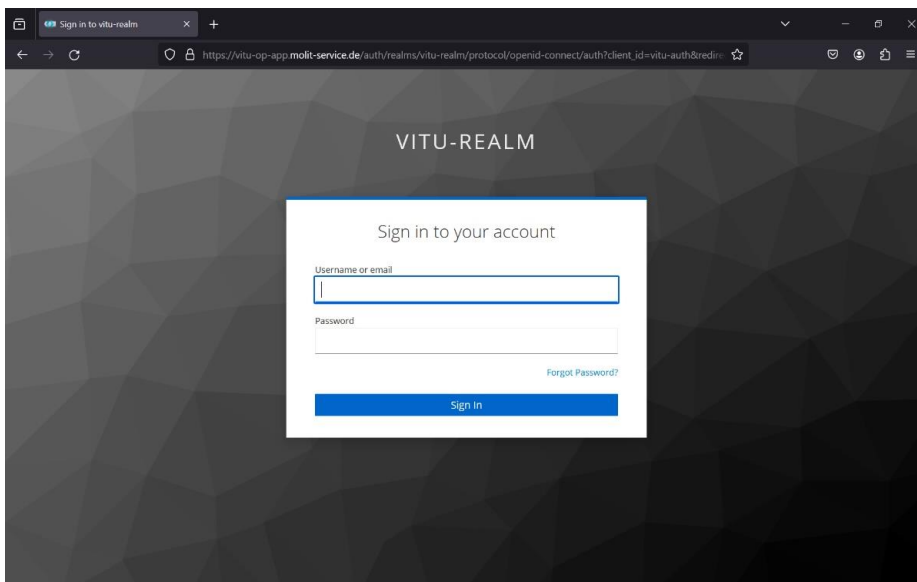 Sign in to vitu-realm
https://vitu-op-app.molit-service.de/auth/realms/vitu-realm/protocol/openid-connect/auth?client_id=vitu-auth&redire
VITU-REALM
Sign in to your account
Username or email
Password
Forgot Password?
Sign In